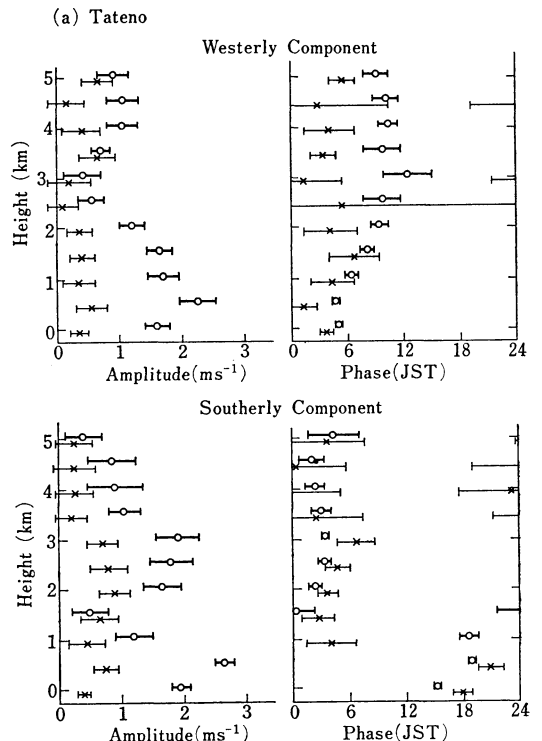 (a) Tateno
Westerly Component
Height (km)
5
4
3
2
1
0
0 1 2 3
Amplitude(ms⁻¹)
0 6 12 18 24
Phase(JST)
Southerly Component
Height (km)
5
4
3
2
1
0
0 1 2 3
Amplitude(ms⁻¹)
0 6 12 18 24
Phase(JST)